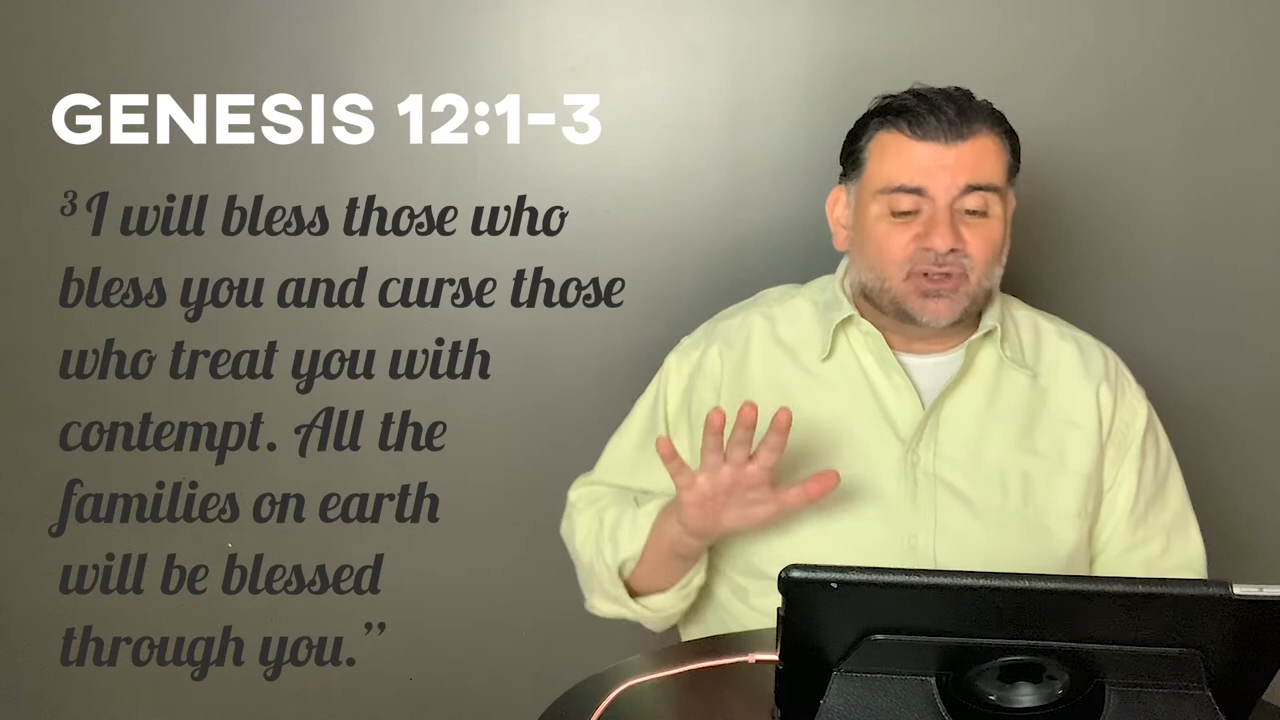 GENESIS 12:1-3
³I will bless those who
bless you and curse those
who treat you with
contempt. All the
families on earth
will be blessed
through you.”